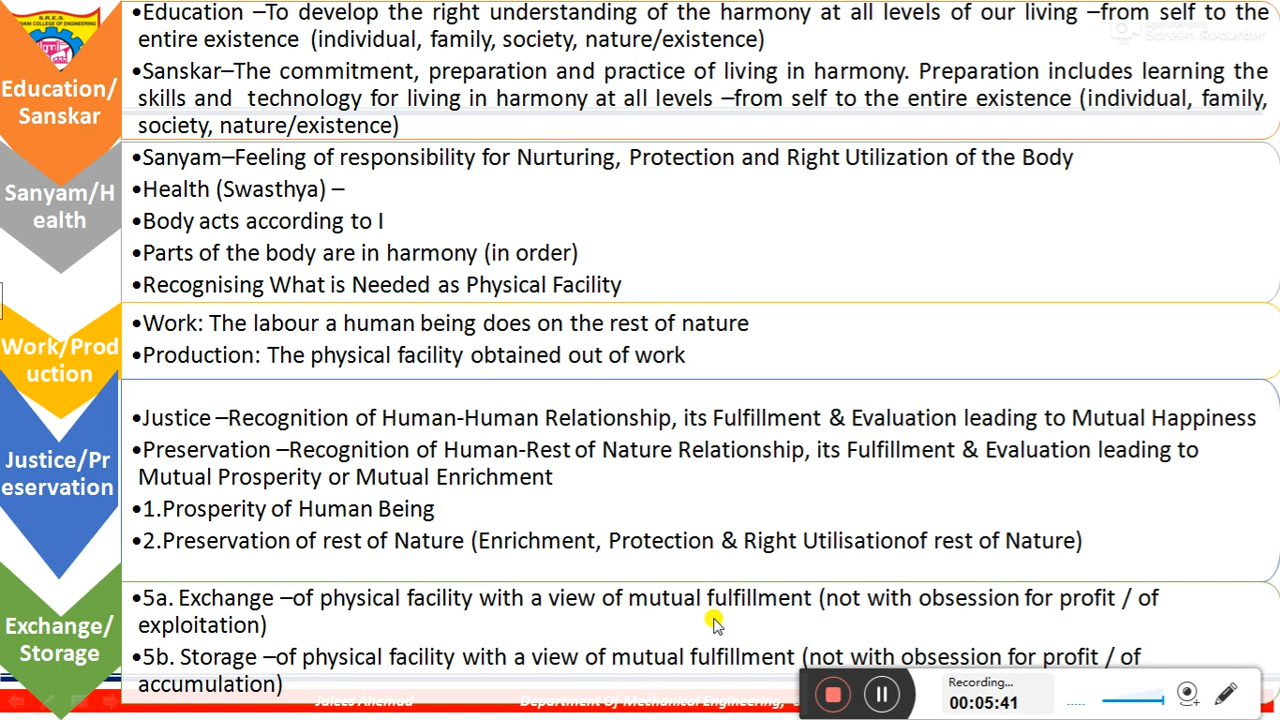 S.R.E.S.
COLLEGE OF ENGINEERING
Education/
Sanskar
•Education –To develop the right understanding of the harmony at all levels of our living –from self to the
entire existence (individual, family, society, nature/existence)
•Sanskar–The commitment, preparation and practice of living in harmony. Preparation includes learning the
skills and technology for living in harmony at all levels –from self to the entire existence (individual, family,
society, nature/existence)
Sanyam/H
ealth
•Sanyam–Feeling of responsibility for Nurturing, Protection and Right Utilization of the Body
•Health (Swasthya) –
•Body acts according to I
•Parts of the body are in harmony (in order)
•Recognising What is Needed as Physical Facility
Work/Prod
uction
•Work: The labour a human being does on the rest of nature
•Production: The physical facility obtained out of work
Justice/Pr
eservation
•Justice –Recognition of Human-Human Relationship, its Fulfillment & Evaluation leading to Mutual Happiness
•Preservation –Recognition of Human-Rest of Nature Relationship, its Fulfillment & Evaluation leading to
Mutual Prosperity or Mutual Enrichment
•1.Prosperity of Human Being
•2.Preservation of rest of Nature (Enrichment, Protection & Right Utilisationof rest of Nature)
Exchange/
Storage
•5a. Exchange –of physical facility with a view of mutual fulfillment (not with obsession for profit / of
exploitation)
•5b. Storage –of physical facility with a view of mutual fulfillment (not with obsession for profit / of
accumulation)
Jalees Ahemad
Department Of Mechanical Engineering,
Recording...
00:05:41
Screen Recorder